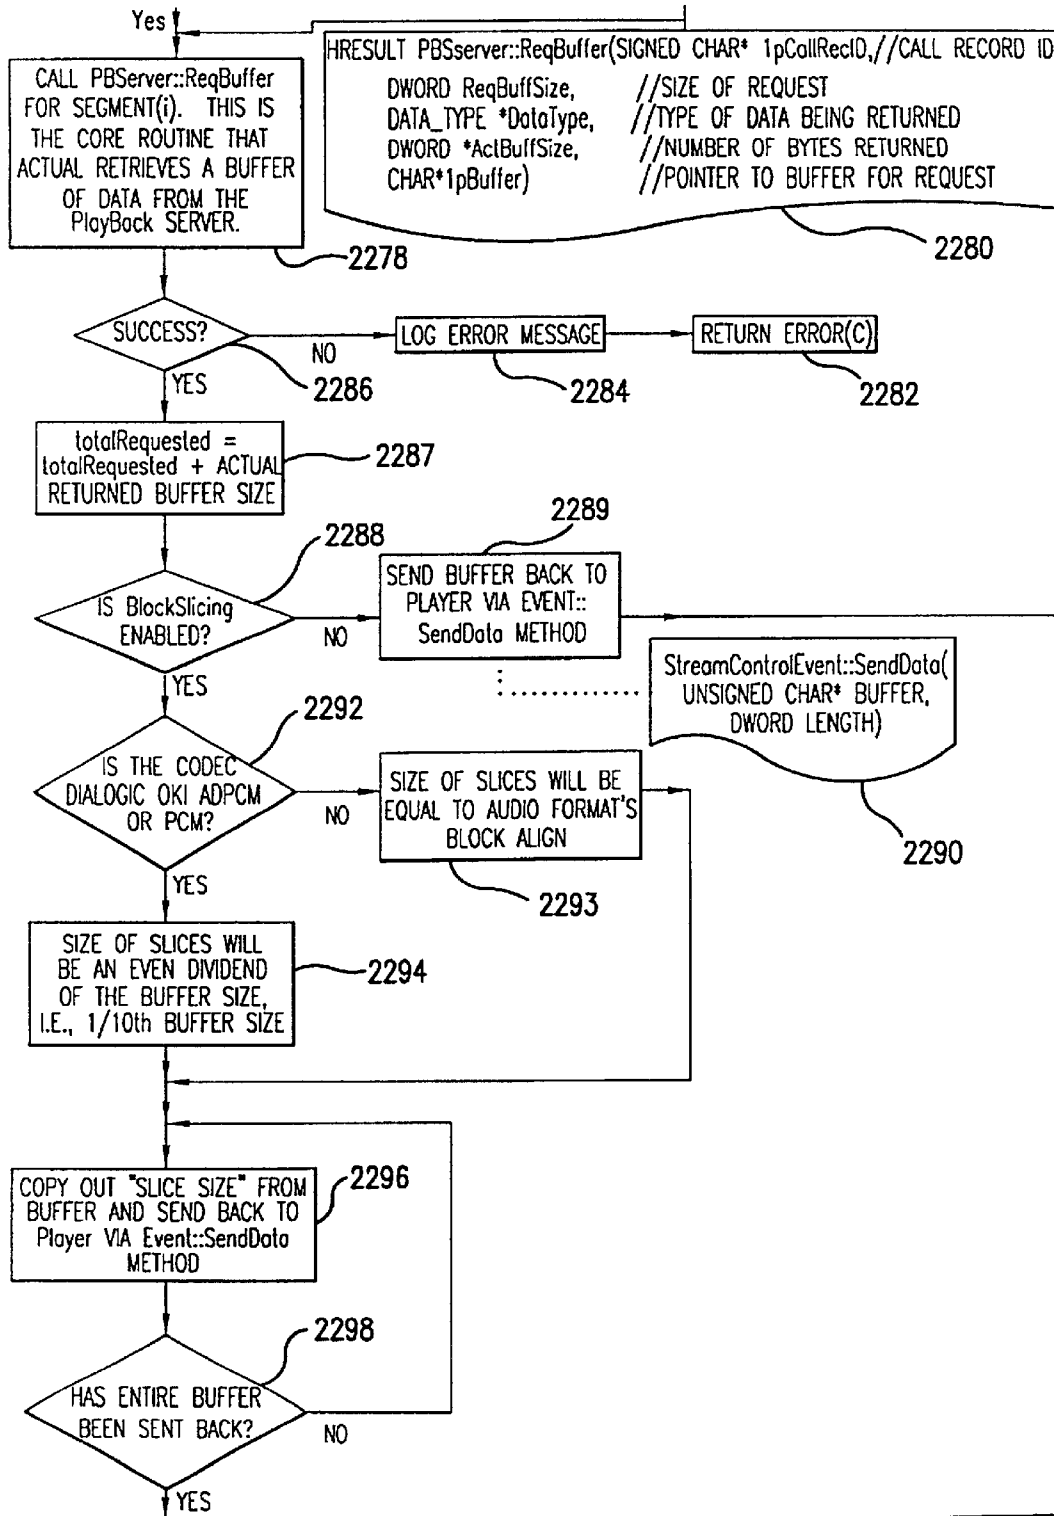 Yes
CALL PBServer::ReqBuffer
FOR SEGMENT(i). THIS IS
THE CORE ROUTINE THAT
ACTUAL RETRIEVES A BUFFER
OF DATA FROM THE
PlayBack SERVER.
2278
HRESULT PBSserver::ReqBuffer(SIGNED CHAR* 1pCallRecID,//CALL RECORD ID
DWORD ReqBuffSize, //SIZE OF REQUEST
DATA_TYPE *DataType, //TYPE OF DATA BEING RETURNED
DWORD *ActBuffSize, //NUMBER OF BYTES RETURNED
CHAR*1pBuffer) //POINTER TO BUFFER FOR REQUEST
2280
SUCCESS?
NO
YES
2286
LOG ERROR MESSAGE
2284
RETURN ERROR(C)
2282
totalRequested =
totalRequested + ACTUAL
RETURNED BUFFER SIZE
2287
IS BlockSlicing
ENABLED?
2288
NO
YES
SEND BUFFER BACK TO
PLAYER VIA EVENT::
SendData METHOD
2289
StreamControlEvent::SendData(
UNSIGNED CHAR* BUFFER,
DWORD LENGTH)
2290
IS THE CODEC
DIALOGIC OKI ADPCM
OR PCM?
2292
NO
YES
SIZE OF SLICES WILL BE
EQUAL TO AUDIO FORMAT'S
BLOCK ALIGN
2293
SIZE OF SLICES WILL
BE AN EVEN DIVIDEND
OF THE BUFFER SIZE,
I.E., 1/10th BUFFER SIZE
2294
COPY OUT "SLICE SIZE" FROM
BUFFER AND SEND BACK TO
Player VIA Event::SendData
METHOD
2296
HAS ENTIRE BUFFER
BEEN SENT BACK?
2298
NO
YES